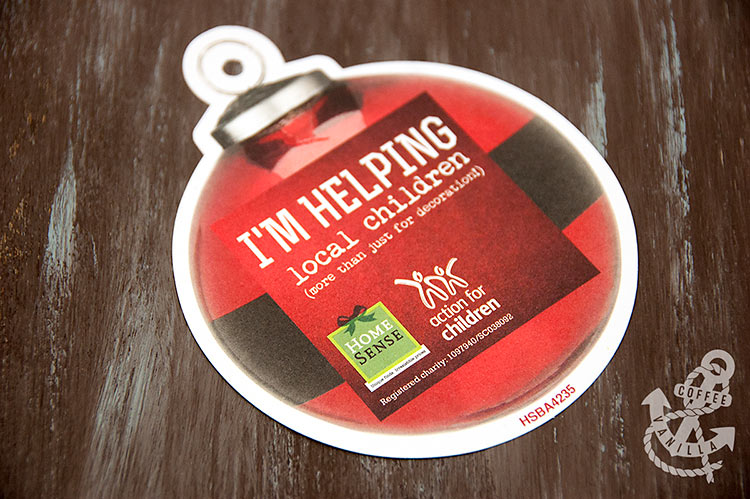 I'M HELPING
local children
(more than just for decoration!)
HOME
SENSE
action for
children
Registered charity: 1097940/SC038092
HSBA4235
COFFEE
VANILLA